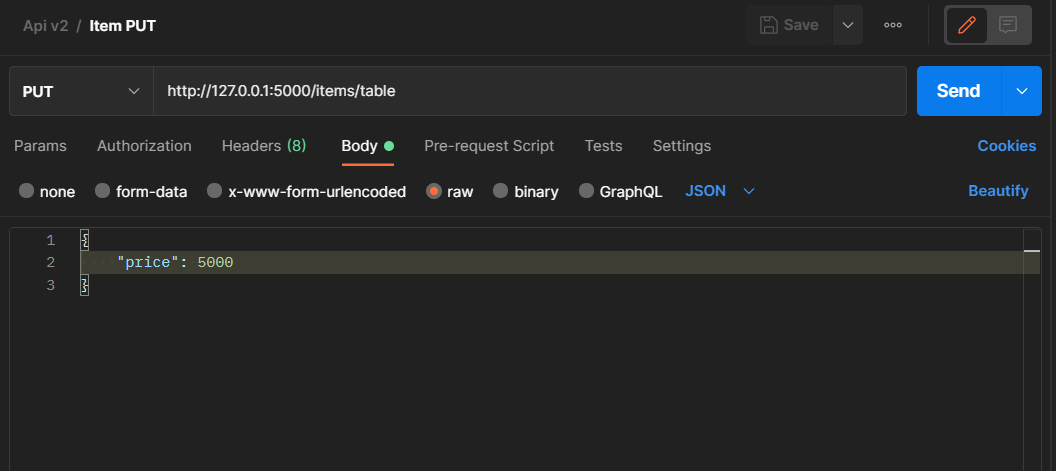 Api v2 / Item PUT
Save
PUT http://127.0.0.1:5000/items/table Send
Params Authorization Headers (8) Body Pre-request Script Tests Settings Cookies
none form-data x-www-form-urlencoded raw binary GraphQL JSON Beautify
1 {
2 "price": 5000
3 }